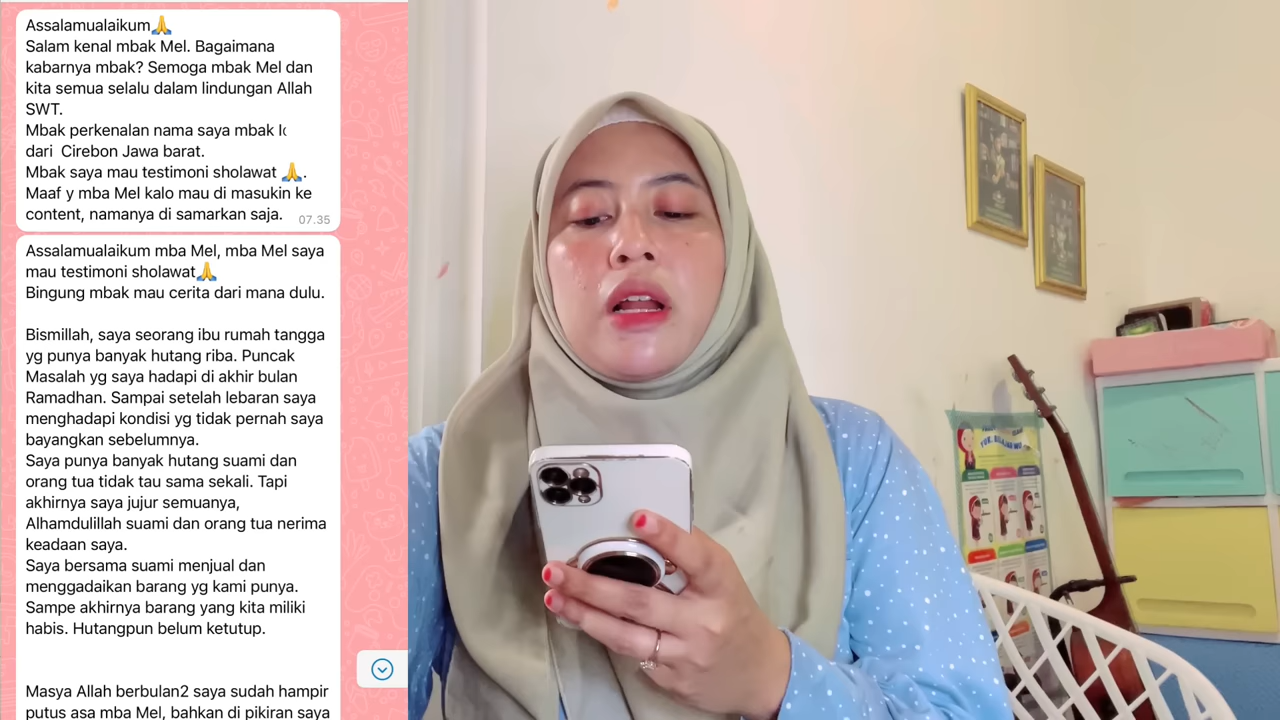 Assalamualaikum🙏
Salam kenal mbak Mel. Bagaimana
kabarnya mbak? Semoga mbak Mel dan
kita semua selalu dalam lindungan Allah
SWT.
Mbak perkenalan nama saya mbak
dari Cirebon Jawa barat.
Mbak saya mau testimoni sholawat 🙏.
Maaf y mba Mel kalo mau di masukin ke
content, namanya di samarkan saja.
07.35
Assalamualaikum mba Mel, mba Mel saya
mau testimoni sholawat🙏
Bingung mbak mau cerita dari mana dulu.
Bismillah, saya seorang ibu rumah tangga
yg punya banyak hutang riba. Puncak
Masalah yg saya hadapi di akhir bulan
Ramadhan. Sampai setelah lebaran saya
menghadapi kondisi yg tidak pernah saya
bayangkan sebelumnya.
Saya punya banyak hutang suami dan
orang tua tidak tau sama sekali. Tapi
akhirnya saya jujur semuanya,
Alhamdulillah suami dan orang tua nerima
keadaan saya.
Saya bersama suami menjual dan
menggadaikan barang yg kami punya.
Sampe akhirnya barang yang kita miliki
habis. Hutangpun belum ketutup.
Masya Allah berbulan2 saya sudah hampir
putus asa mba Mel, bahkan di pikiran saya